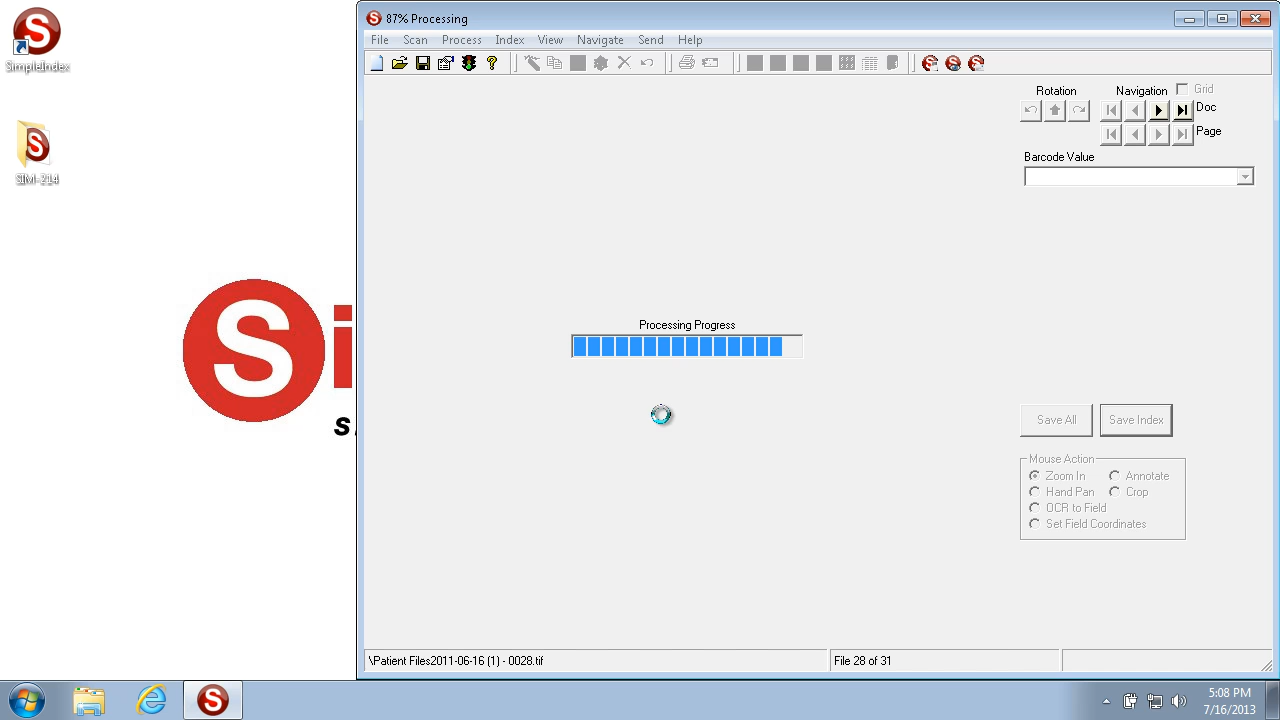 SimpleIndex
SIM-214
S
87% Processing
File Scan Process Index View Navigate Send Help
Rotation
Navigation
Grid
Doc
Page
Barcode Value
Processing Progress
Save All
Save Index
Mouse Action
Zoom In
Annotate
Hand Pan
Crop
OCR to Field
Set Field Coordinates
\Patient Files2011-06-16 (1) - 0028.tif
File 28 of 31
5:08 PM
7/16/2013